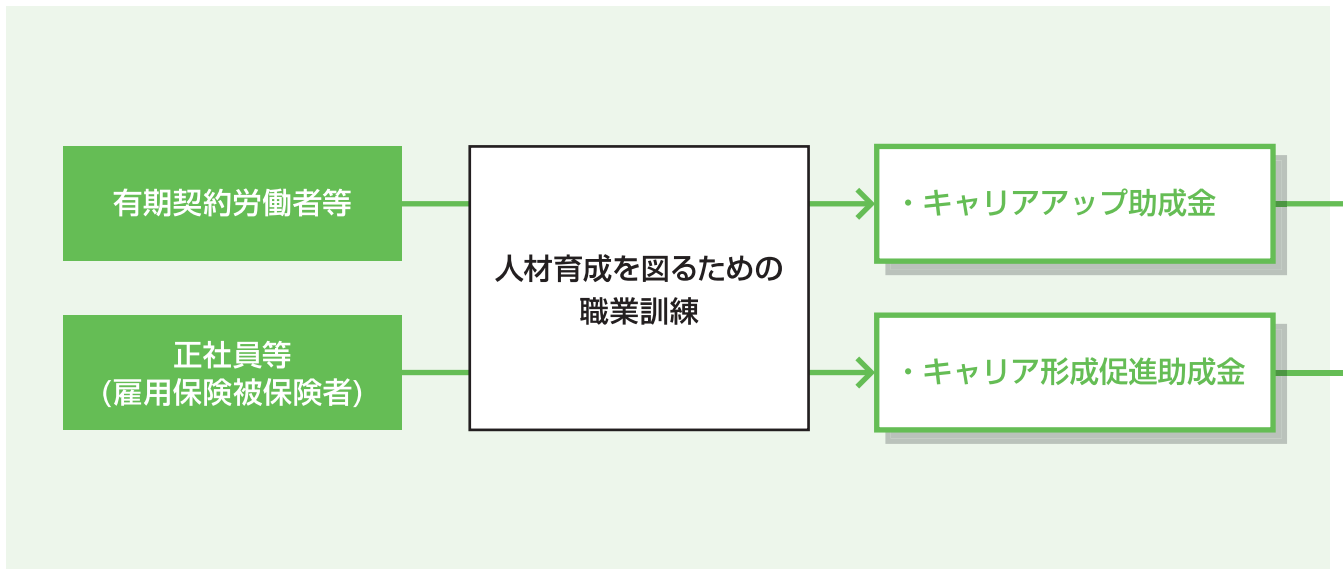 有期契約労働者等
正社員等
(雇用保険被保険者)
人材育成を図るための
職業訓練
・キャリアアップ助成金
・キャリア形成促進助成金